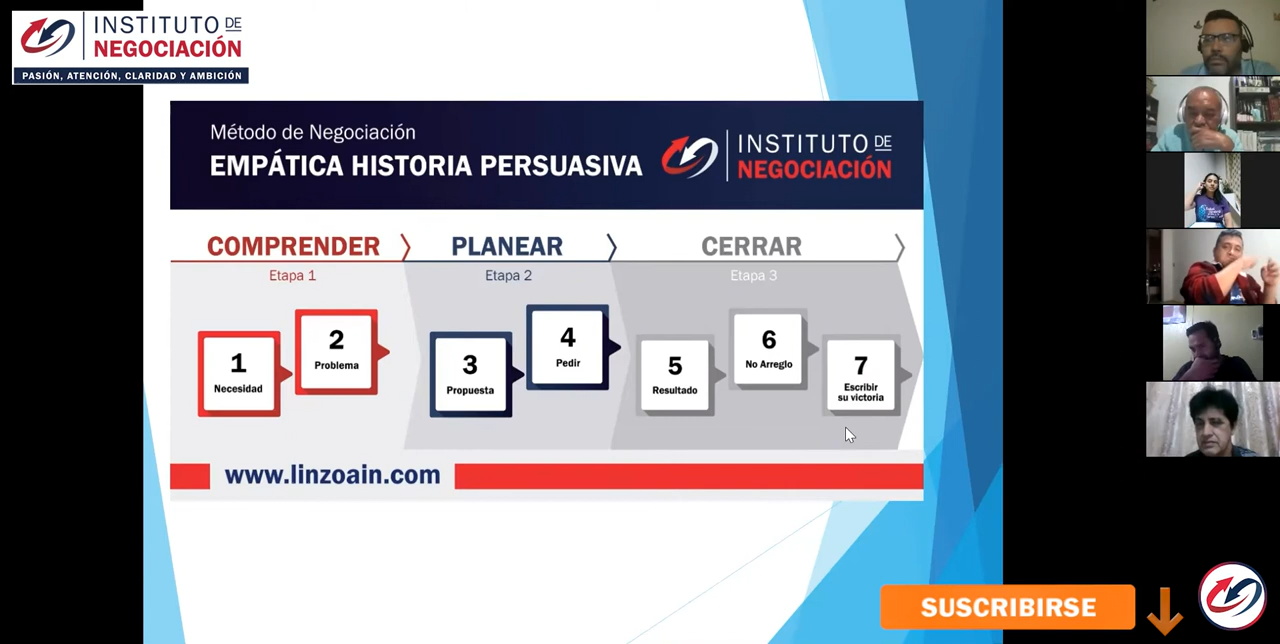 INSTITUTO DE
NEGOCIACIÓN
PASIÓN, ATENCIÓN, CLARIDAD Y AMBICIÓN
Método de Negociación
EMPÁTICA HISTORIA PERSUASIVA
INSTITUTO DE
NEGOCIACIÓN
COMPRENDER
PLANEAR
CERRAR
Etapa 1
Etapa 2
Etapa 3
1
Necesidad
2
Problema
3
Propuesta
4
Pedir
5
Resultado
6
No Arreglo
7
Escribir
su victoria
www.linzoain.com
SUSCRIBIRSE